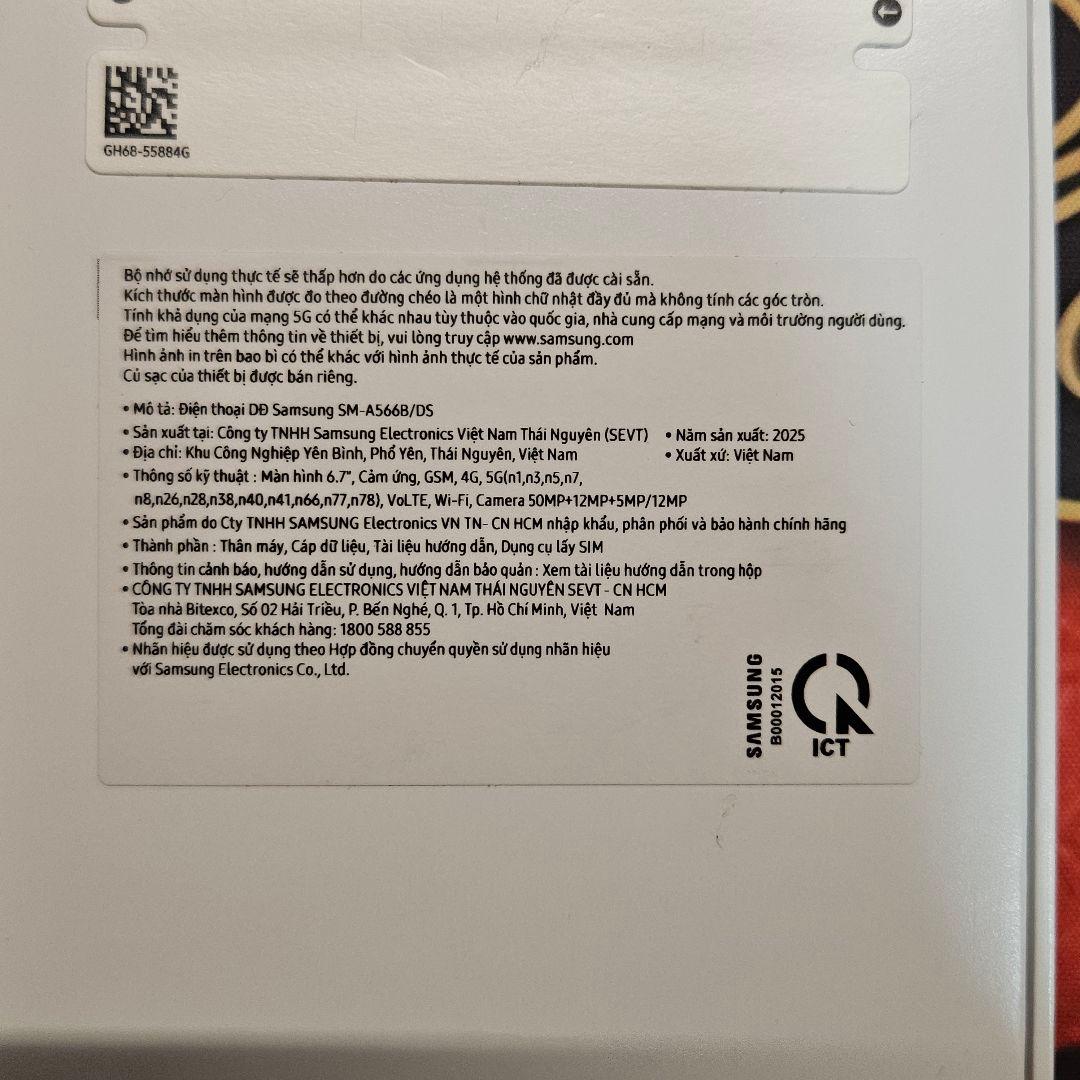 GH68-55884G
Bộ nhớ sử dụng thực tế sẽ thấp hơn do các ứng dụng hệ thống đã được cài sẵn.
Kích thước màn hình được đo theo đường chéo là một hình chữ nhật đầy đủ mà không tính các góc tròn.
Tính khả dụng của mạng 5G có thể khác nhau tùy thuộc vào quốc gia, nhà cung cấp mạng và môi trường người dùng.
Để tìm hiểu thêm thông tin về thiết bị, vui lòng truy cập www.samsung.com
Hình ảnh in trên bao bì có thể khác với hình ảnh thực tế của sản phẩm.
Củ sạc của thiết bị được bán riêng.
• Mô tả: Điện thoại DĐ Samsung SM-A566B/DS
• Sản xuất tại: Công ty TNHH Samsung Electronics Việt Nam Thái Nguyên (SEVT) • Năm sản xuất: 2025
• Địa chỉ: Khu Công Nghiệp Yên Bình, Phổ Yên, Thái Nguyên, Việt Nam • Xuất xứ: Việt Nam
• Thông số kỹ thuật : Màn hình 6.7", Cảm ứng, GSM, 4G, 5G(n1,n3,n5,n7,
n8,n26,n28,n38,n40,n41,n66,n77,n78), VoLTE, Wi-Fi, Camera 50MP+12MP+5MP/12MP
• Sản phẩm do Cty TNHH SAMSUNG Electronics VN TN- CN HCM nhập khẩu, phân phối và bảo hành chính hãng
• Thành phần : Thân máy, Cáp dữ liệu, Tài liệu hướng dẫn, Dụng cụ lấy SIM
• Thông tin cảnh báo, hướng dẫn sử dụng, hướng dẫn bảo quản : Xem tài liệu hướng dẫn trong hộp
• CÔNG TY TNHH SAMSUNG ELECTRONICS VIỆT NAM THÁI NGUYÊN SEVT - CN HCM
Tòa nhà Bitexco, Số 02 Hải Triều, P. Bến Nghé, Q. 1, Tp. Hồ Chí Minh, Việt Nam
Tổng đài chăm sóc khách hàng: 1800 588 855
• Nhãn hiệu được sử dụng theo Hợp đồng chuyển quyền sử dụng nhãn hiệu
với Samsung Electronics Co., Ltd.
SAMSUNG
B00012015
ICT